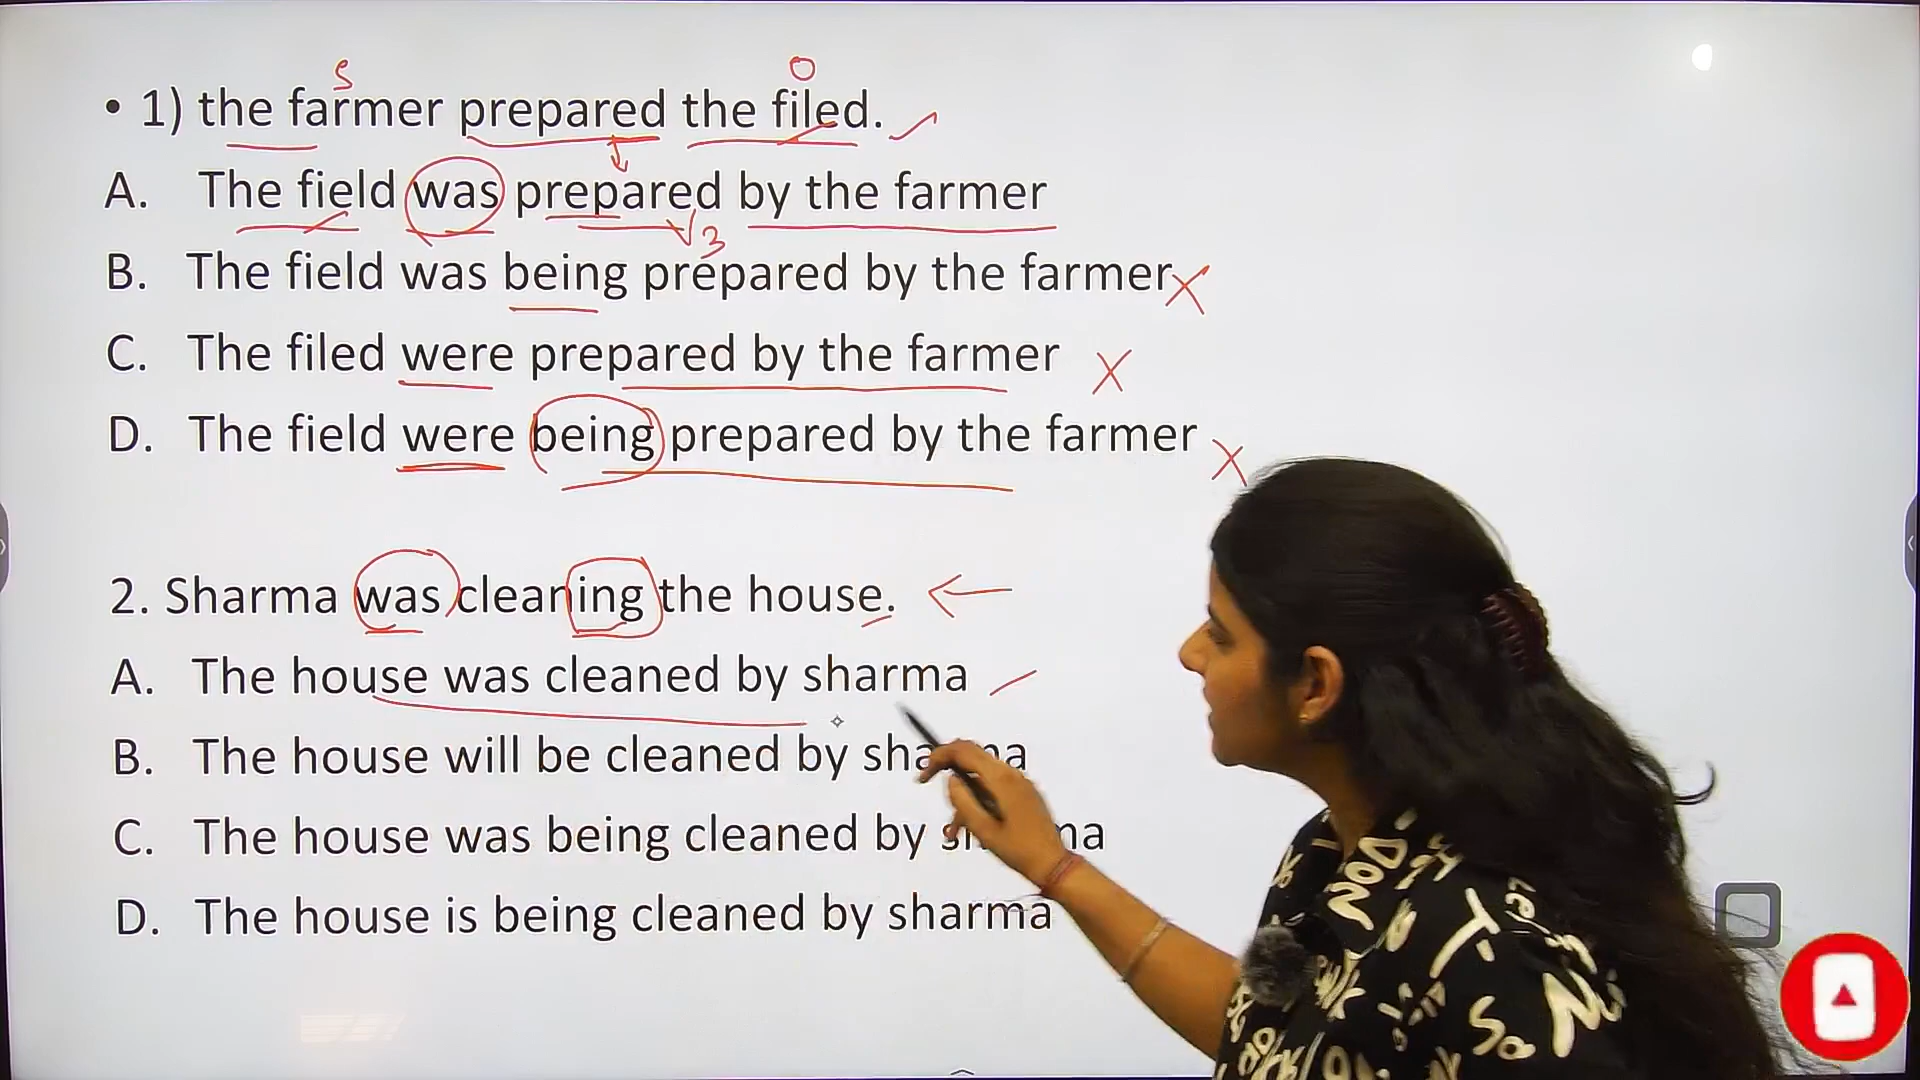 S O
• 1) the farmer prepared the filed.
A. The field was prepared by the farmer
V3
B. The field was being prepared by the farmer
C. The filed were prepared by the farmer
D. The field were being prepared by the farmer
2. Sharma was cleaning the house.
A. The house was cleaned by sharma
B. The house will be cleaned by
C. The house was being cleaned by
D. The house is being cleaned by sharma